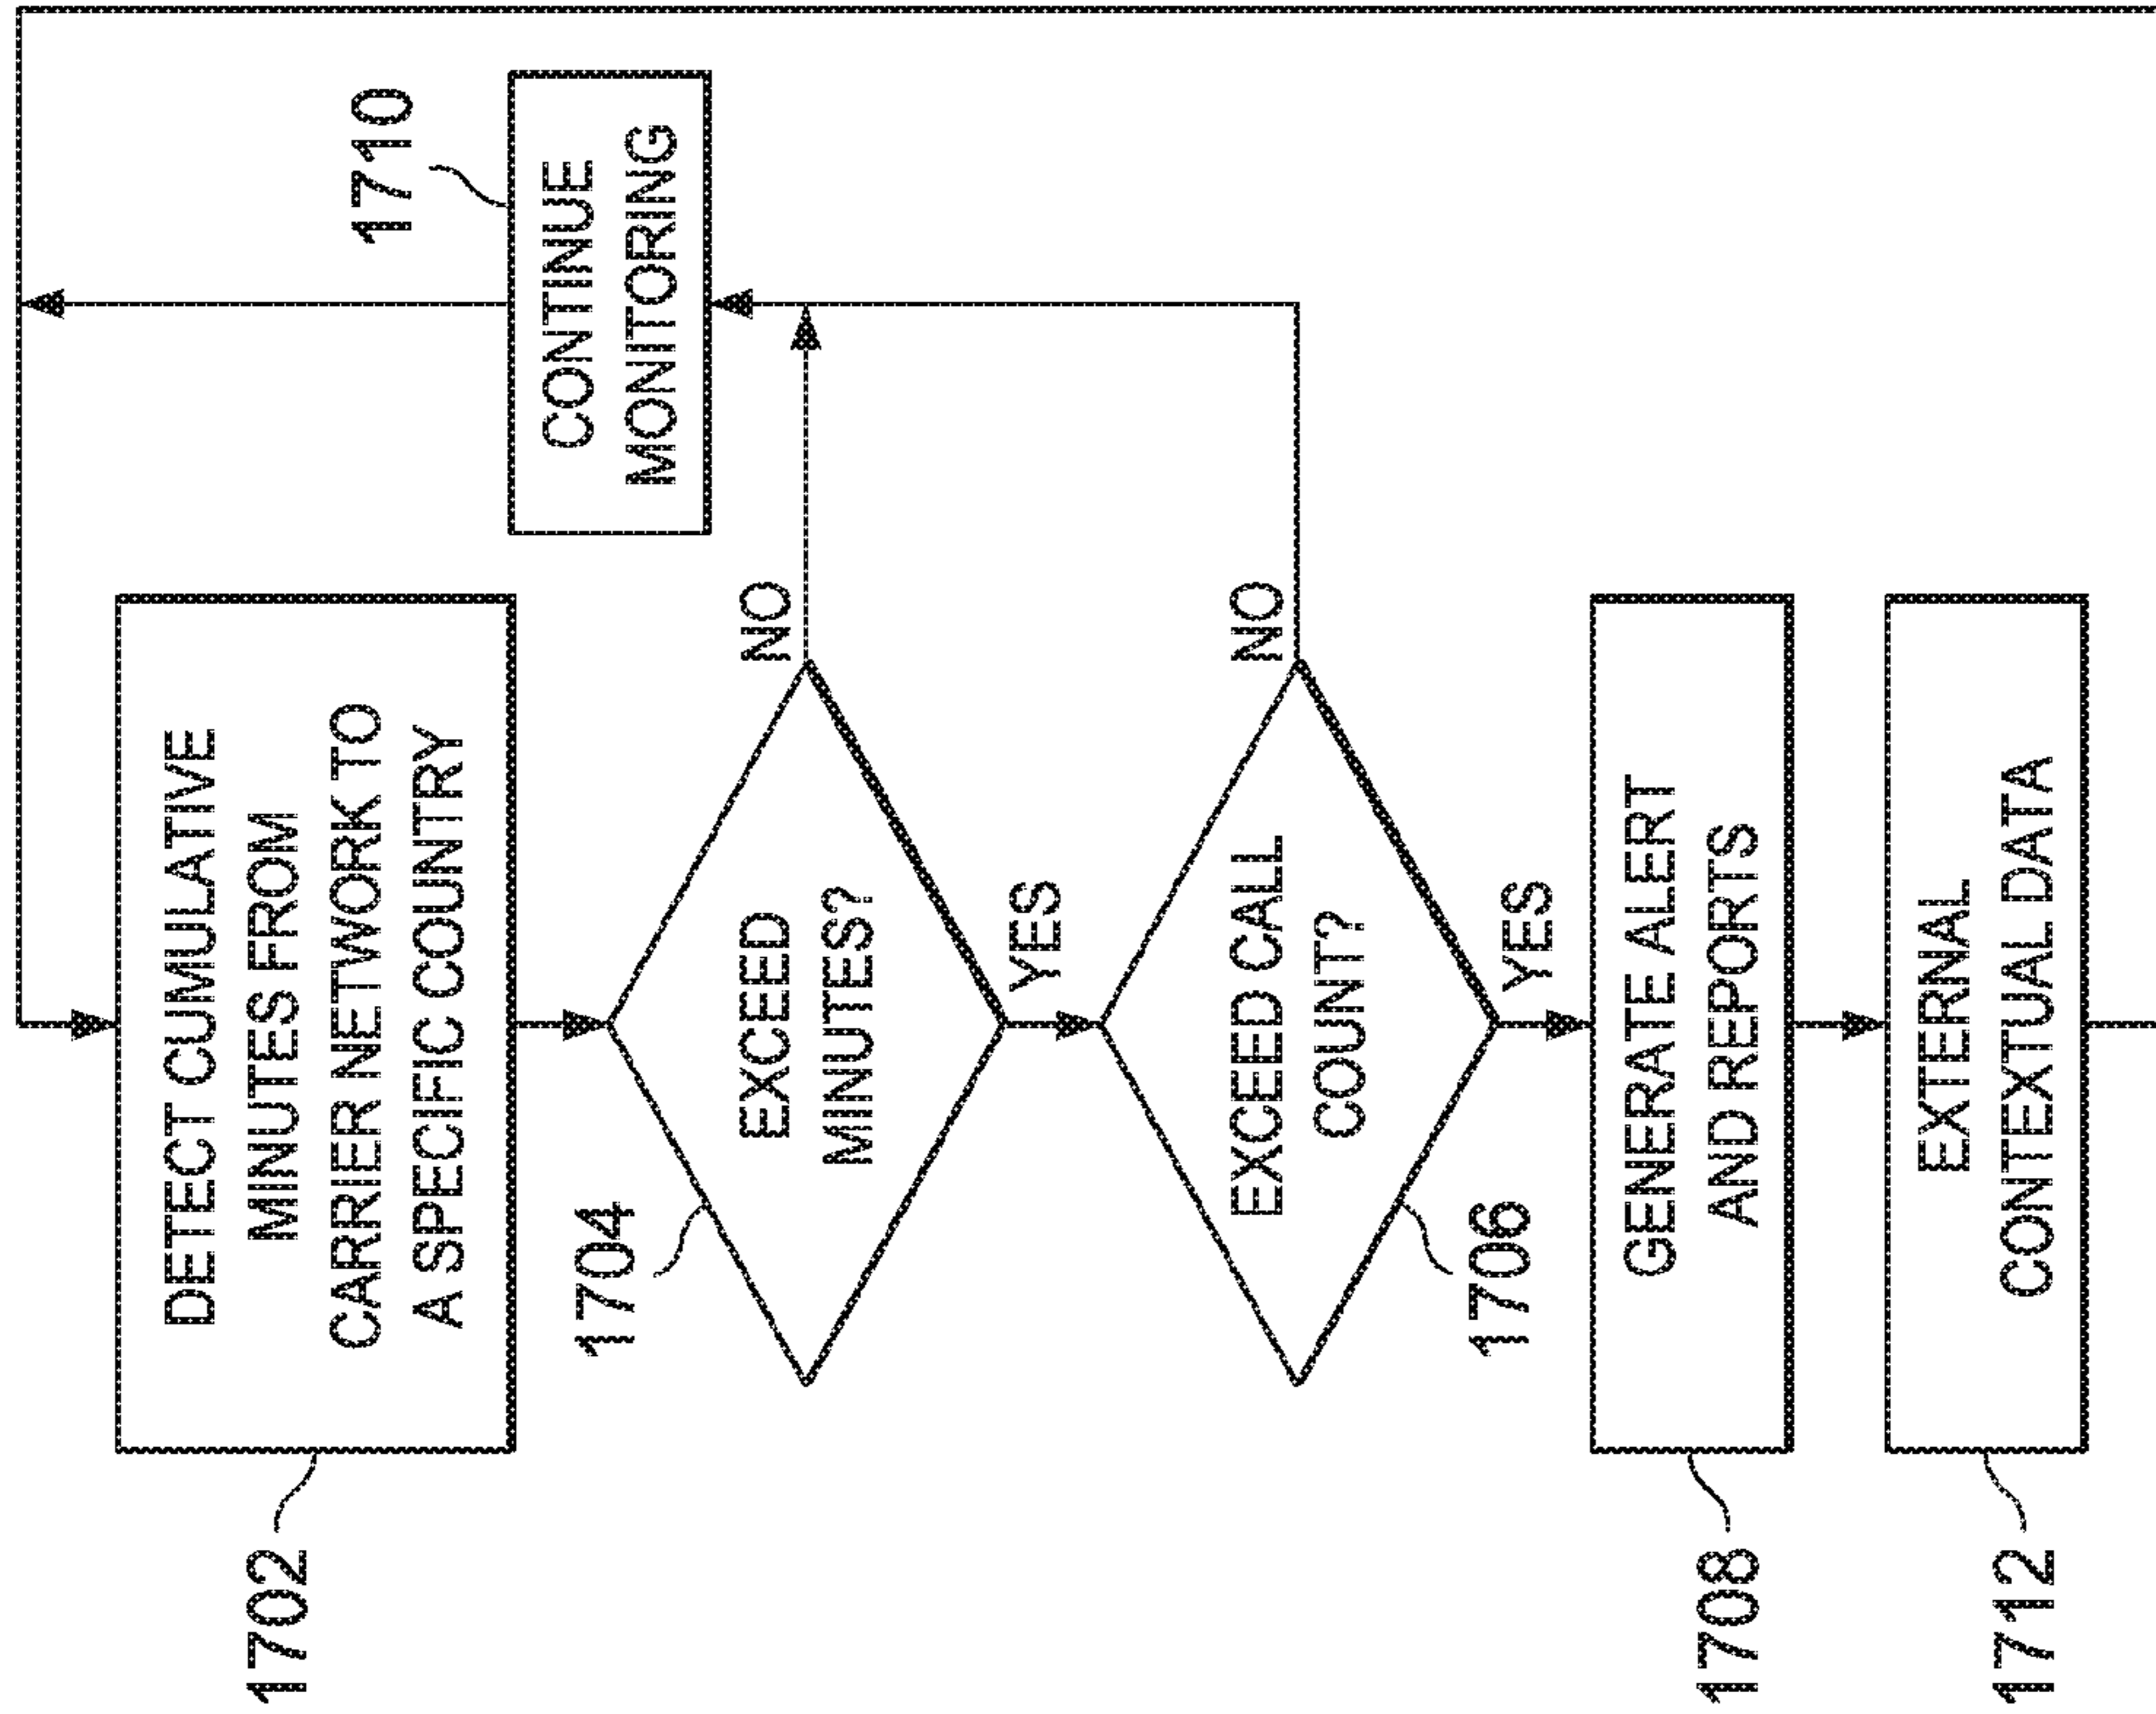 1702
DETECT CUMULATIVE
MINUTES FROM
CARRIER NETWORK TO
A SPECIFIC COUNTRY
1704
EXCEED
MINUTES?
NO
YES
1710
CONTINUE
MONITORING
1706
EXCEED CALL
COUNT?
NO
YES
1708
GENERATE ALERT
AND REPORTS
1712
EXTERNAL
CONTEXTUAL DATA